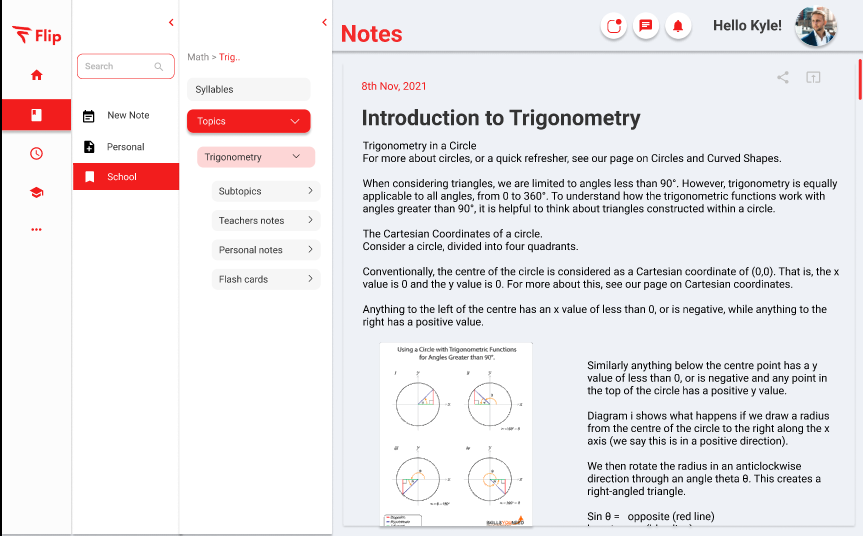 Flip
Search
New Note
Personal
School
Math > Trig..
Syllables
Topics
Trigonometry
Subtopics
Teachers notes
Personal notes
Flash cards
Notes
Hello Kyle!
8th Nov, 2021
Introduction to Trigonometry
Trigonometry in a Circle
For more about circles, or a quick refresher, see our page on Circles and Curved Shapes.
When considering triangles, we are limited to angles less than 90°. However, trigonometry is equally
applicable to all angles, from 0 to 360°. To understand how the trigonometric functions work with
angles greater than 90°, it is helpful to think about triangles constructed within a circle.
The Cartesian Coordinates of a circle.
Consider a circle, divided into four quadrants.
Conventionally, the centre of the circle is considered as a Cartesian coordinate of (0,0). That is, the x
value is 0 and the y value is 0. For more about this, see our page on Cartesian coordinates.
Anything to the left of the centre has an x value of less than 0, or is negative, while anything to the
right has a positive value.
Using a Circle with Trigonometric Functions
for Angles Greater than 90°.
Similarly anything below the centre point has a y
value of less than 0, or is negative and any point in
the top of the circle has a positive y value.
Diagram i shows what happens if we draw a radius
from the centre of the circle to the right along the x
axis (we say this is in a positive direction).
We then rotate the radius in an anticlockwise
direction through an angle theta θ. This creates a
right-angled triangle.
Sin θ = opposite (red line)